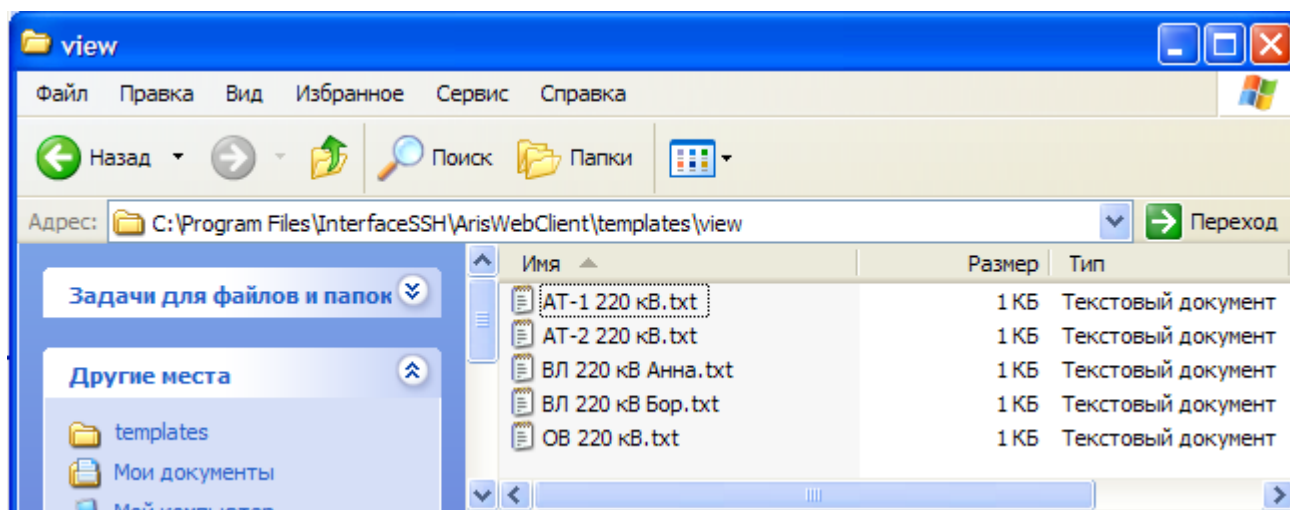 view
Файл Правка Вид Избранное Сервис Справка
Назад Поиск Папки
Адрес: C:\Program Files\InterfaceSSH\ArisWebClient\templates\view Переход
Имя Размер Тип
Задачи для файлов и папок
АТ-1 220 кВ.txt 1 КБ Текстовый документ
АТ-2 220 кВ.txt 1 КБ Текстовый документ
Другие места
ВЛ 220 кВ Анна.txt 1 КБ Текстовый документ
ВЛ 220 кВ Бор.txt 1 КБ Текстовый документ
templates
ОВ 220 кВ.txt 1 КБ Текстовый документ
Мои документы
Мой компьютер